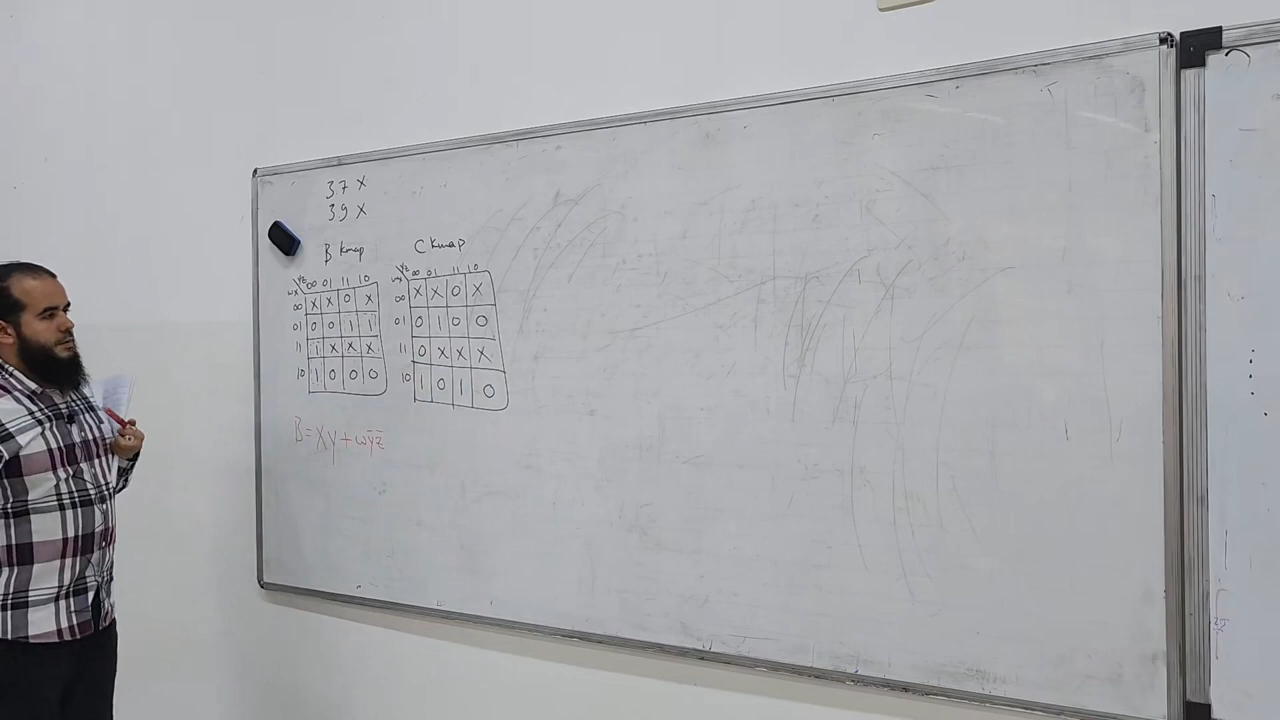 37 X
39 X
B Kmap
yz 00 01 11 10
wx
00 X X 0 X
01 0 0 1 1
11 1 X X X
10 1 0 0 0
C Kmap
yz 00 01 11 10
wx
00 X X 0 X
01 0 1 0 0
11 0 X X X
10 1 0 1 0
B=XY+wȳz̄